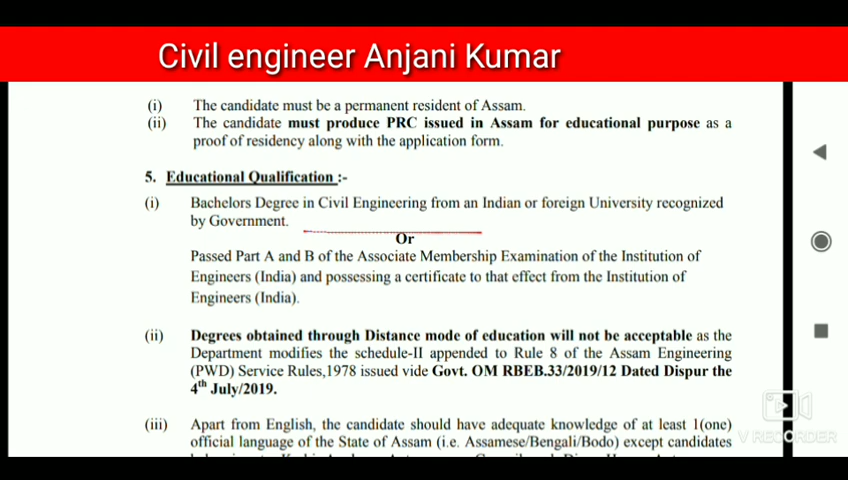 Civil engineer Anjani Kumar
(i) The candidate must be a permanent resident of Assam.
(ii) The candidate must produce PRC issued in Assam for educational purpose as a
proof of residency along with the application form.
5. Educational Qualification :-
(i) Bachelors Degree in Civil Engineering from an Indian or foreign University recognized
by Government.
Or
Passed Part A and B of the Associate Membership Examination of the Institution of
Engineers (India) and possessing a certificate to that effect from the Institution of
Engineers (India).
(ii) Degrees obtained through Distance mode of education will not be acceptable as the
Department modifies the schedule-II appended to Rule 8 of the Assam Engineering
(PWD) Service Rules,1978 issued vide Govt. OM RBEB.33/2019/12 Dated Dispur the
4th July/2019.
(iii) Apart from English, the candidate should have adequate knowledge of at least 1(one)
official language of the State of Assam (i.e. Assamese/Bengali/Bodo) except candidates
V RECORDER